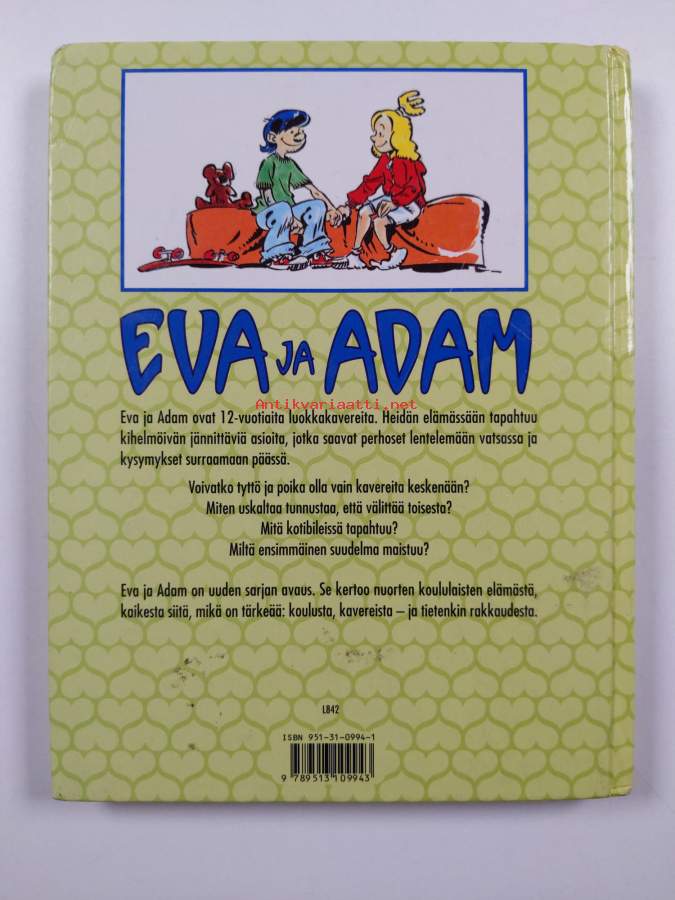 EVA JA ADAM
Antikvariaatti.net
Eva ja Adam ovat 12-vuotiaita luokkakavereita. Heidän elämässään tapahtuu
kihelmöivän jännittäviä asioita, jotka saavat perhoset lentelemään vatsassa ja
kysymykset surraamaan päässä.
Voivatko tyttö ja poika olla vain kavereita keskenään?
Miten uskaltaa tunnustaa, että välittää toisesta?
Mitä kotibileissä tapahtuu?
Miltä ensimmäinen suudelma maistuu?
Eva ja Adam on uuden sarjan avaus. Se kertoo nuorten koululaisten elämästä,
kaikesta siitä, mikä on tärkeää: koulusta, kavereista – ja tietenkin rakkaudesta.
L842
ISBN 951-31-0994-1
9 789513 109943